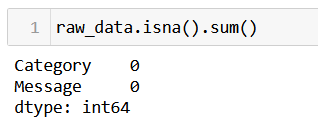 1 raw_data.isna().sum()
Category    0
Message     0
dtype: int64